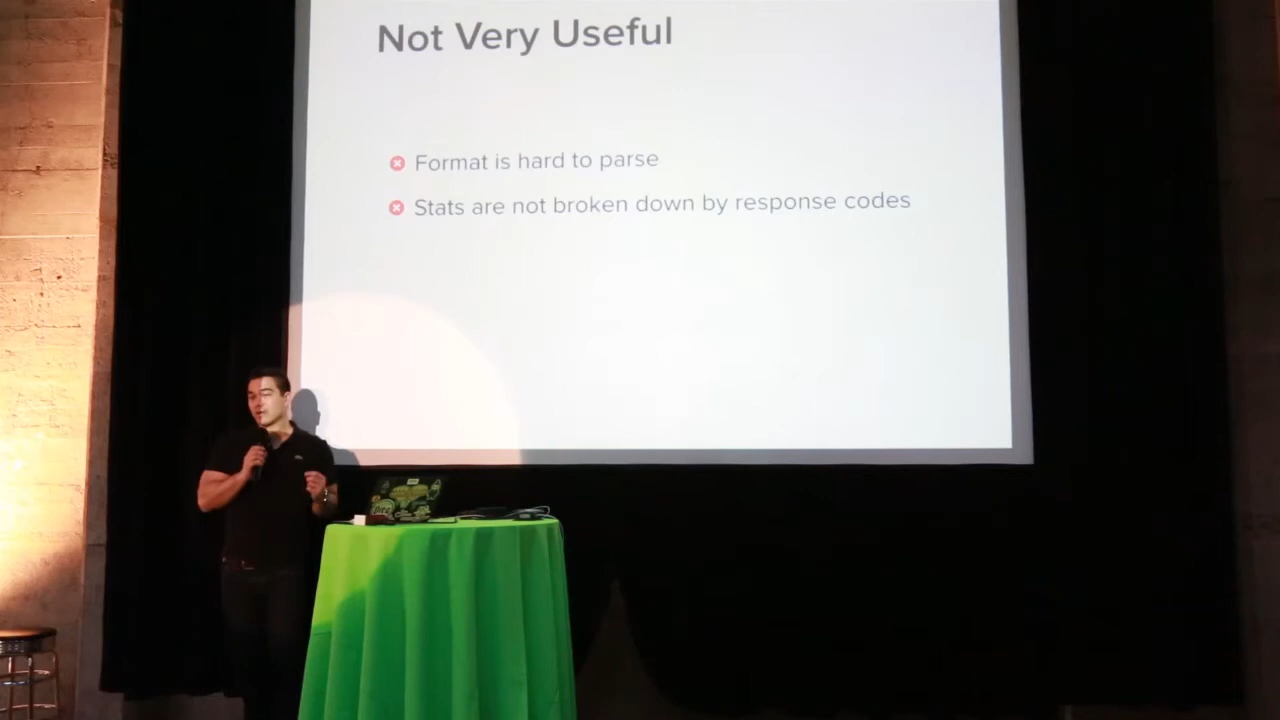 Not Very Useful
Format is hard to parse
Stats are not broken down by response codes